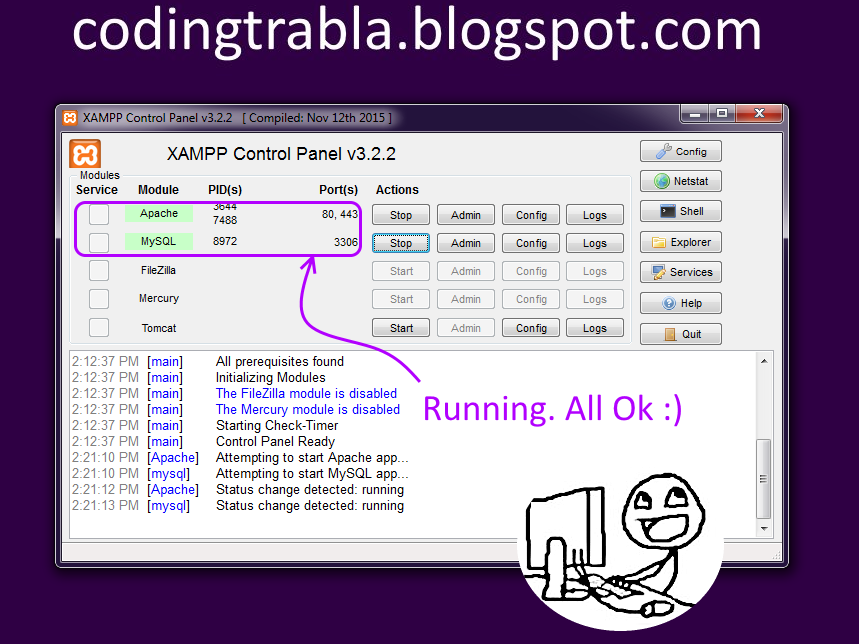 codingtrabla.blogspot.com
XAMPP Control Panel v3.2.2 [ Compiled: Nov 12th 2015 ]
XAMPP Control Panel v3.2.2
Modules
Service Module PID(s) Port(s) Actions
Apache 3644 7488 80, 443 Stop Admin Config Logs
MySQL 8972 3306 Stop Admin Config Logs
FileZilla Start Admin Config Logs
Mercury Start Admin Config Logs
Tomcat Start Admin Config Logs
Config
Netstat
Shell
Explorer
Services
Help
Quit
2:12:37 PM [main] All prerequisites found
2:12:37 PM [main] Initializing Modules
2:12:37 PM [main] The FileZilla module is disabled
2:12:37 PM [main] The Mercury module is disabled
2:12:37 PM [main] Starting Check-Timer
2:12:37 PM [main] Control Panel Ready
2:21:10 PM [Apache] Attempting to start Apache app...
2:21:10 PM [mysql] Attempting to start MySQL app...
2:21:12 PM [Apache] Status change detected: running
2:21:13 PM [mysql] Status change detected: running
Running. All Ok :)